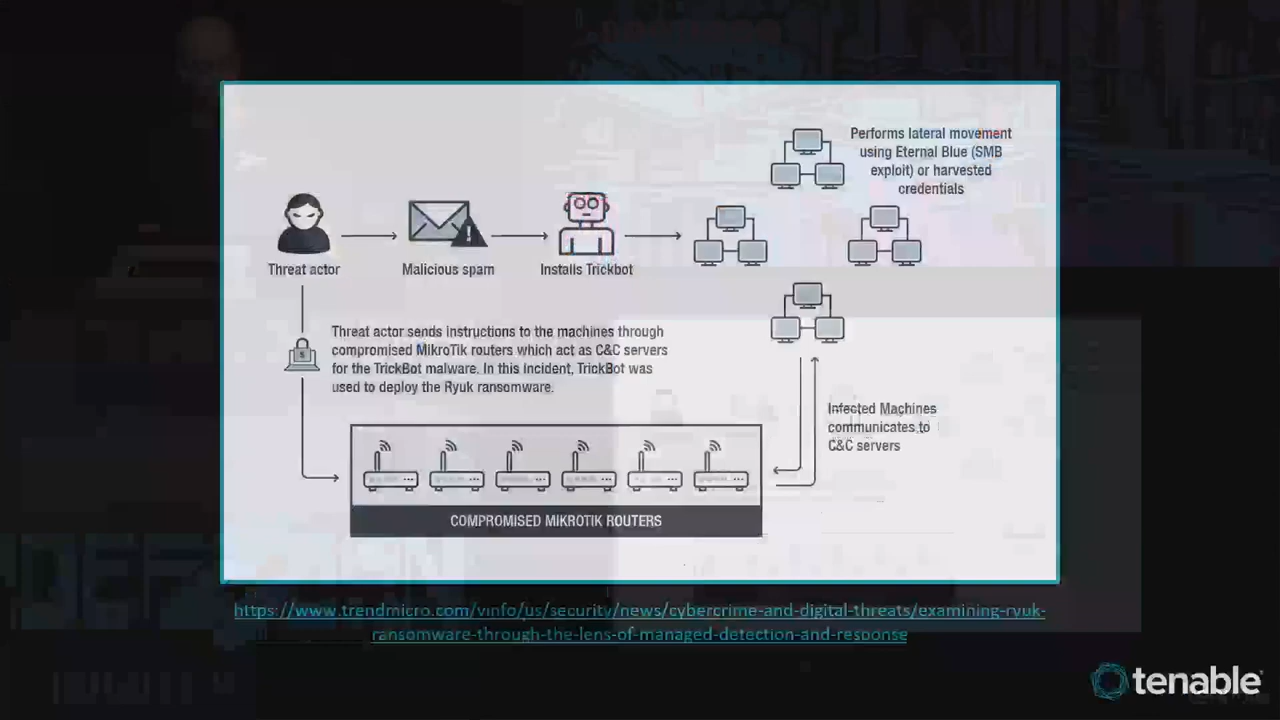 Performs lateral movement
using Eternal Blue (SMB
exploit) or harvested
credentials
Threat actor
Malicious spam
Installs Trickbot
Threat actor sends instructions to the machines through
compromised MikroTik routers which act as C&C servers
for the TrickBot malware. In this incident, TrickBot was
used to deploy the Ryuk ransomware.
Infected Machines
communicates to
C&C servers
COMPROMISED MIKROTIK ROUTERS
https://www.trendmicro.com/vinfo/us/security/news/cybercrime-and-digital-threats/examining-ryuk-
ransomware-through-the-lens-of-managed-detection-and-response
tenable